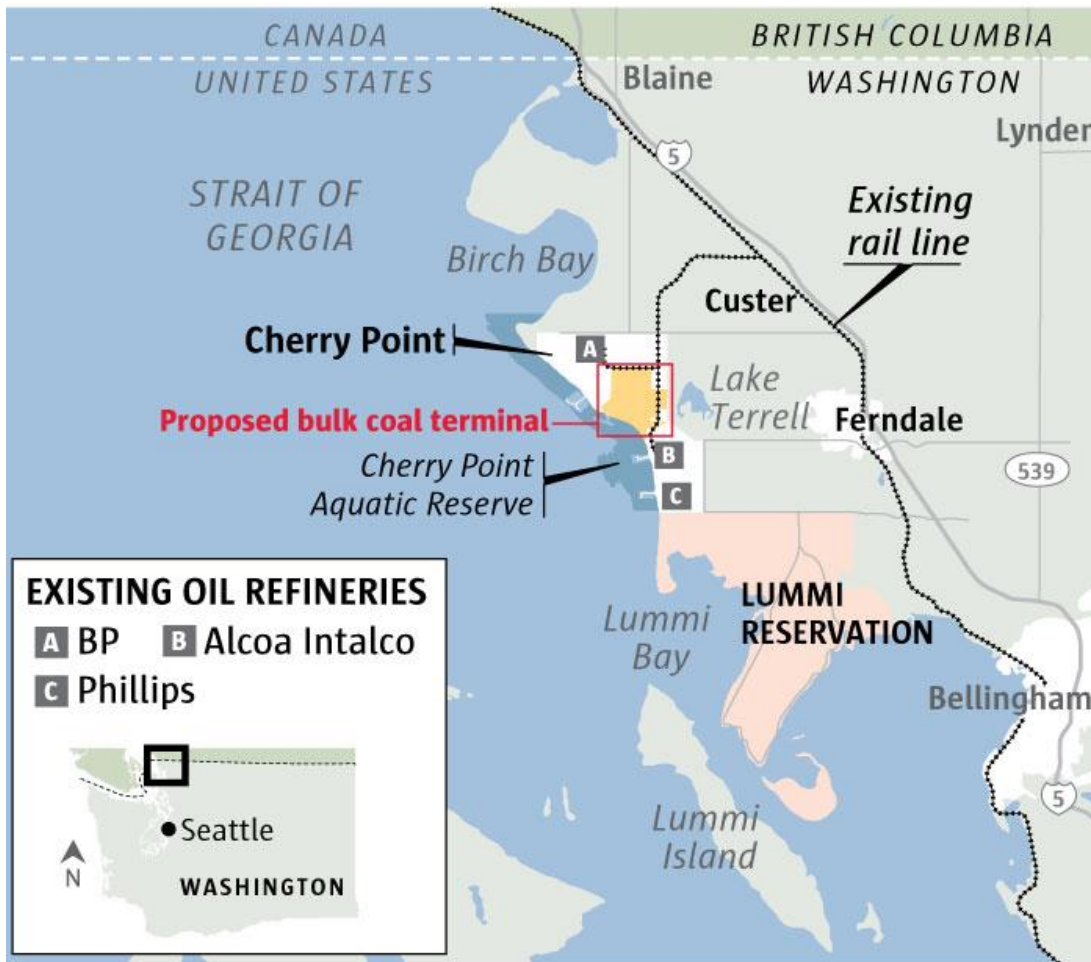 CANADA
UNITED STATES
BRITISH COLUMBIA
WASHINGTON
Blaine
Lynden
5
STRAIT OF
GEORGIA
Birch Bay
Existing
rail line
Custer
Cherry Point
A
Proposed bulk coal terminal
Lake
Terrell
Ferndale
B
Cherry Point
Aquatic Reserve
C
539
LUMMI
RESERVATION
Lummi
Bay
Bellingham
5
Lummi
Island
EXISTING OIL REFINERIES
A BP B Alcoa Intalco
C Phillips
Seattle
N
WASHINGTON